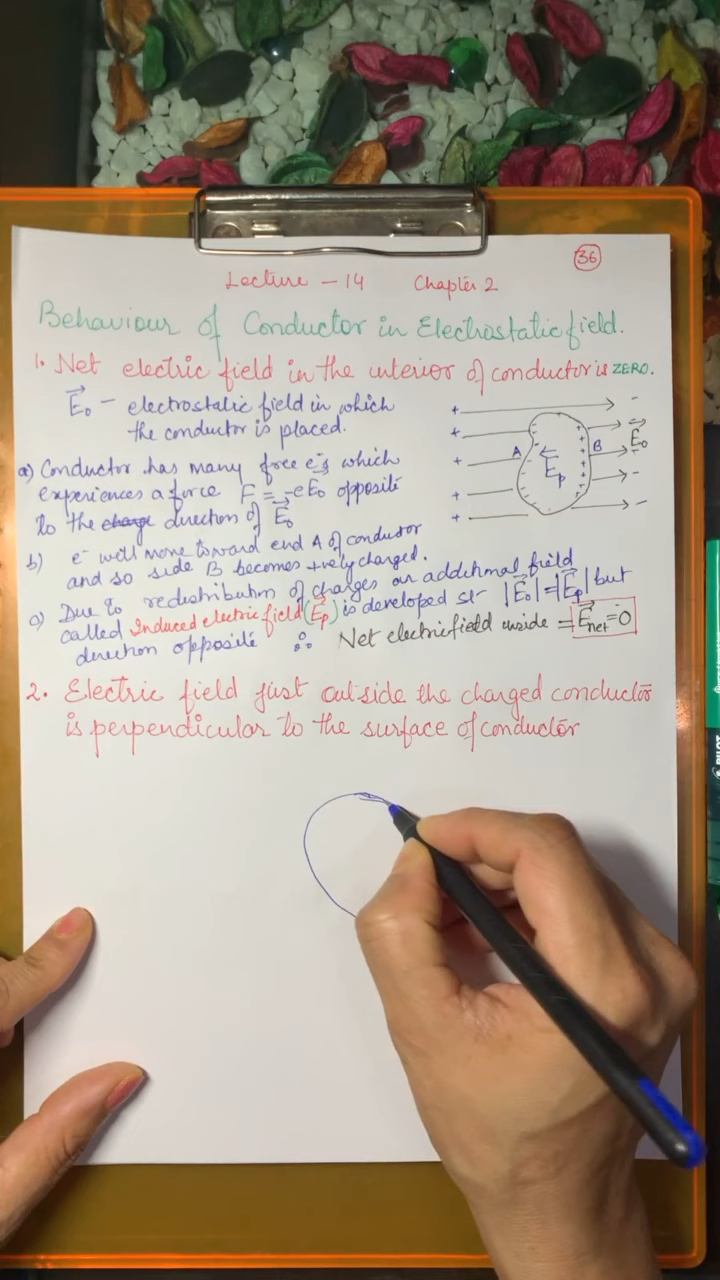 36
Lecture - 14 Chapter 2
Behaviour of Conductor in Electrostatic field.
1. Net electric field in the interior of conductor is ZERO.
E₀ - electrostatic field in which
the conductor is placed.
a) Conductor has many free e⁻s which
experiences a force F = -eE₀ opposite
to the charge direction of E₀
b) e⁻ will move toward end A of conductor
and so side B becomes +vely charged.
c) Due to redistribution of charges an additional field
called Induced electric field (Ep) is developed st |E₀| = |Ep| but
direction opposite ∴ Net electric field inside = Enet = 0
A Ep B E₀
2. Electric field just outside the charged conductor
is perpendicular to the surface of conductor
PILOT